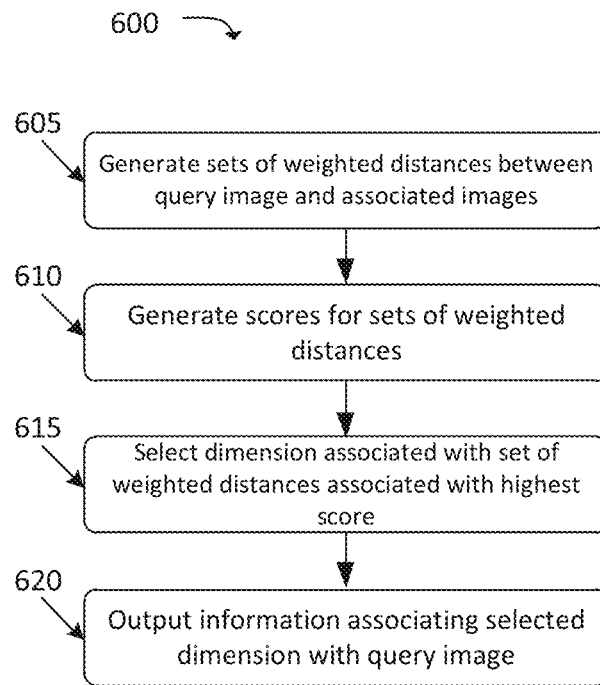 600
605
Generate sets of weighted distances between
query image and associated images
610
Generate scores for sets of weighted
distances
615
Select dimension associated with set of
weighted distances associated with highest
score
620
Output information associating selected
dimension with query image